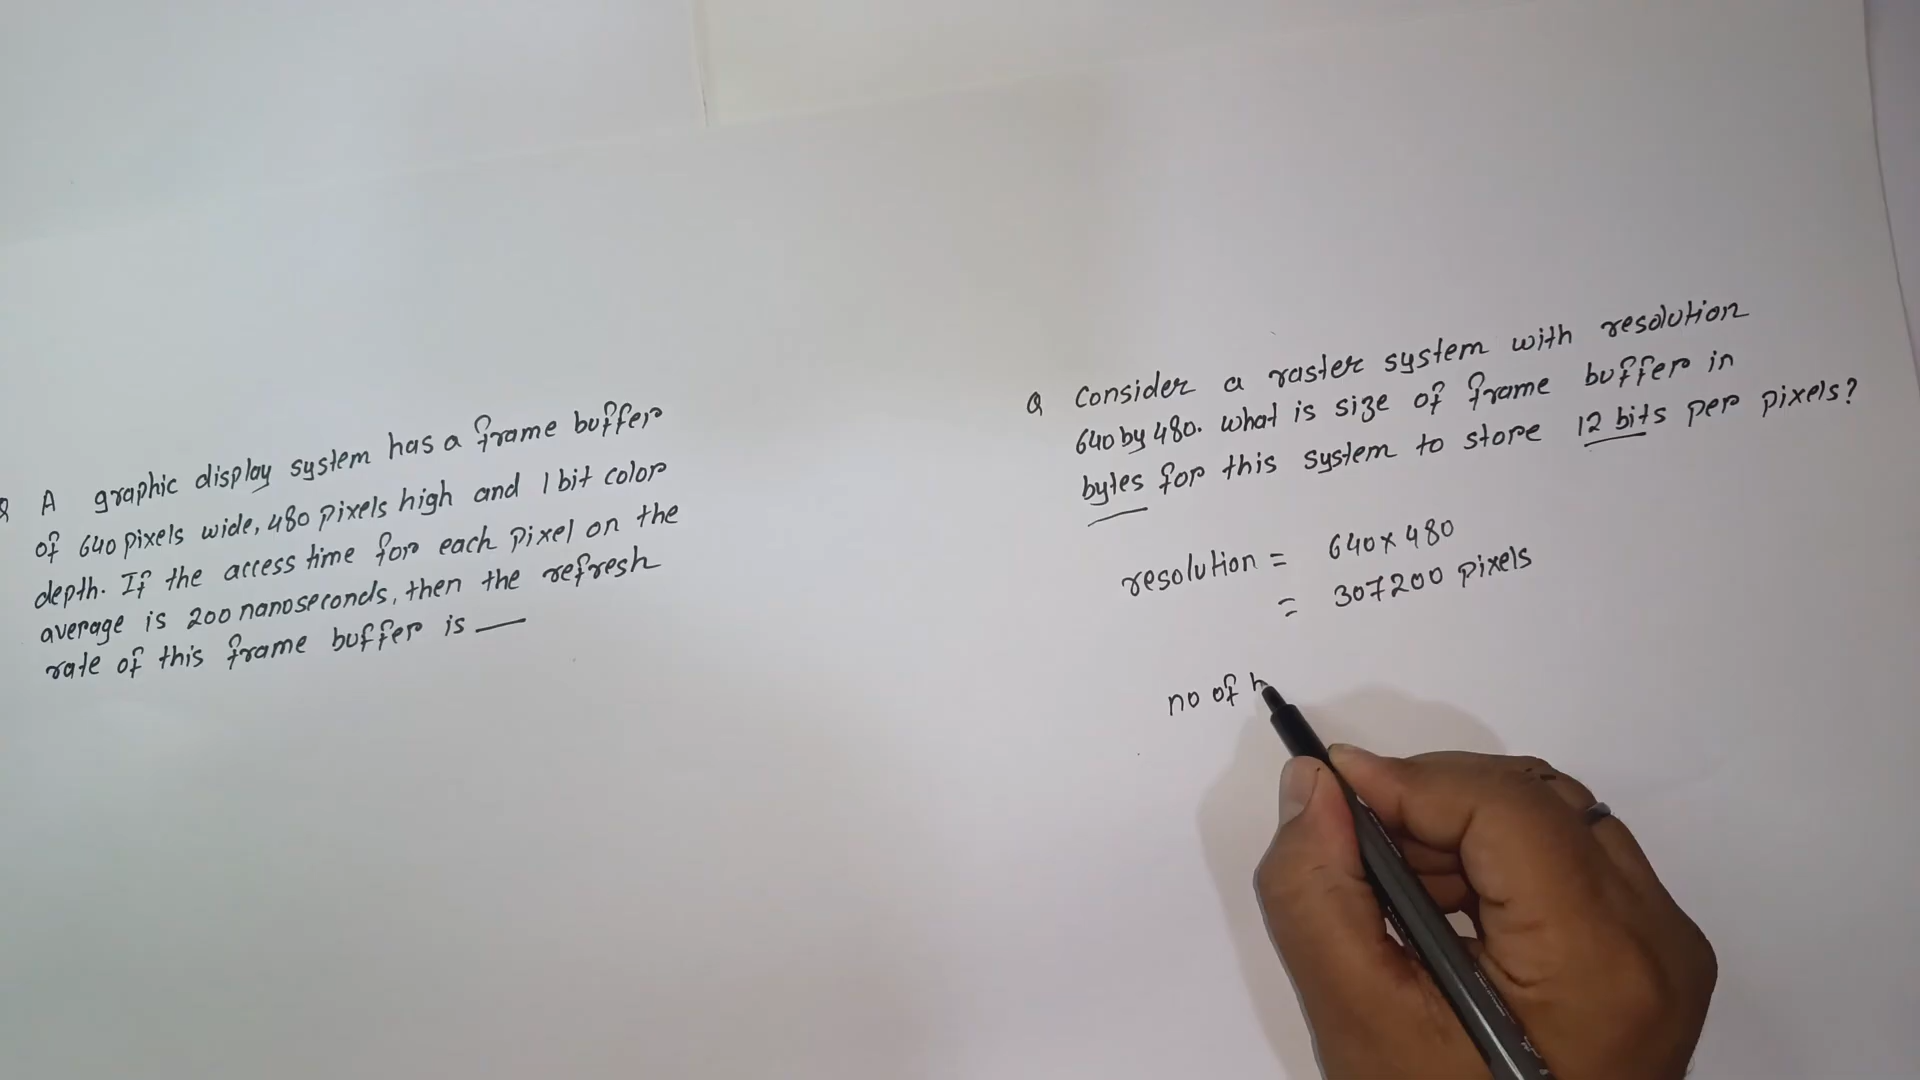 Q A graphic display system has a frame buffer
of 640 pixels wide, 480 pixels high and 1 bit color
depth. If the access time for each pixel on the
average is 200 nanoseconds, then the refresh
rate of this frame buffer is —
Q Consider a raster system with resolution
640 by 480. what is size of frame buffer in
bytes for this system to store 12 bits per pixels?
resolution = 640 x 480
= 307200 pixels
no of